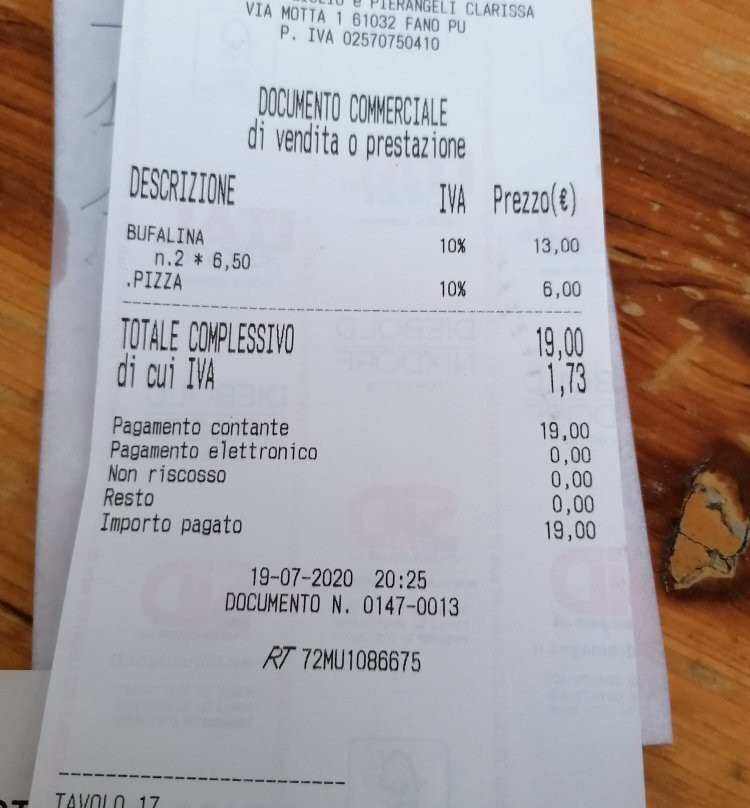 e PIERANGELI CLARISSA
VIA MOTTA 1 61032 FANO PU
P. IVA 02570750410
DOCUMENTO COMMERCIALE
di vendita o prestazione
DESCRIZIONE IVA Prezzo(€)
BUFALINA 10% 13,00
n.2 * 6,50
.PIZZA 10% 6,00
TOTALE COMPLESSIVO 19,00
di cui IVA 1,73
Pagamento contante 19,00
Pagamento elettronico 0,00
Non riscosso 0,00
Resto 0,00
Importo pagato 19,00
19-07-2020 20:25
DOCUMENTO N. 0147-0013
RT 72MU1086675
TAVOLO 17